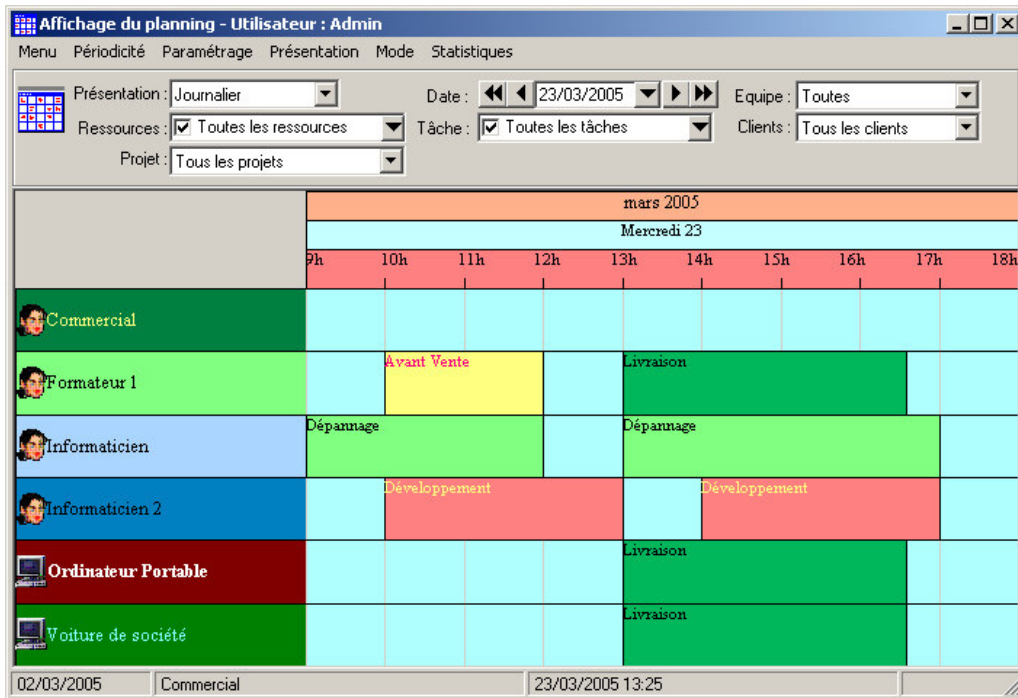 Affichage du planning - Utilisateur : Admin
Menu Périodicité Paramétrage Présentation Mode Statistiques
Présentation : Journalier Date : 23/03/2005 Equipe : Toutes
Ressources : Toutes les ressources Tâche : Toutes les tâches Clients : Tous les clients
Projet : Tous les projets
mars 2005
Mercredi 23
9h 10h 11h 12h 13h 14h 15h 16h 17h 18h
Commercial
Formateur 1 Avant Vente Livraison
Informaticien Dépannage Dépannage
Informaticien 2 Développement Développement
Ordinateur Portable Livraison
Voiture de société Livraison
02/03/2005 Commercial 23/03/2005 13:25